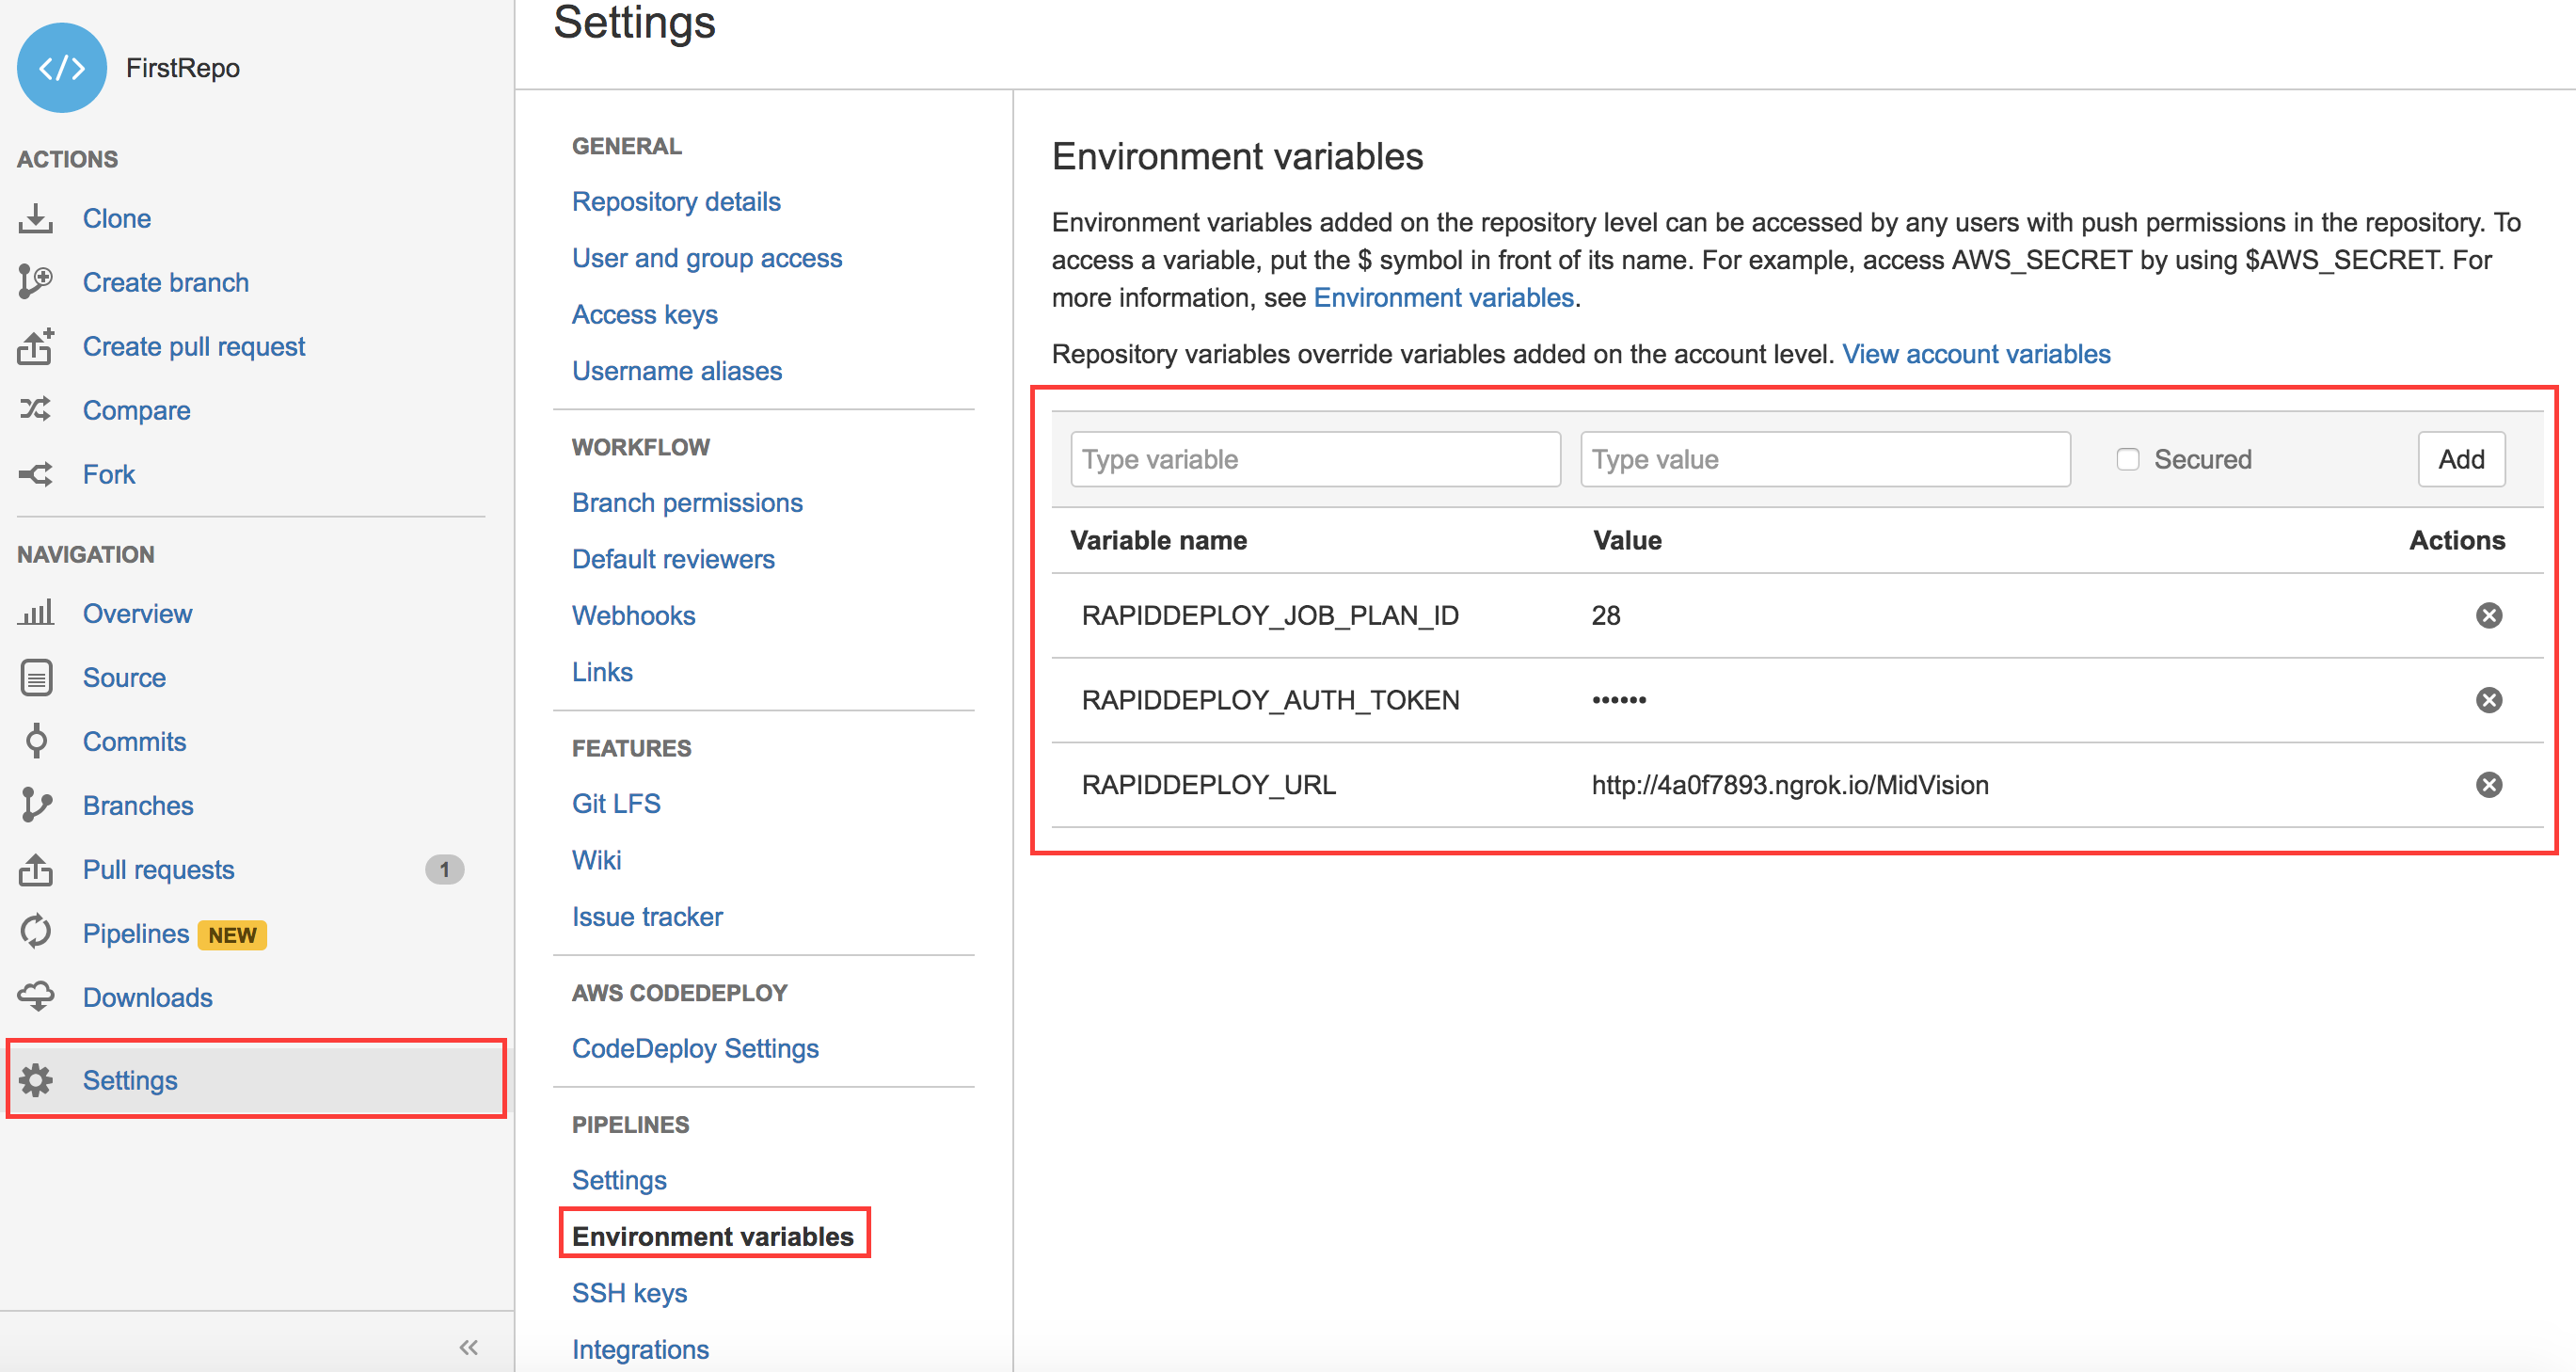 FirstRepo
ACTIONS
Clone
Create branch
Create pull request
Compare
Fork
NAVIGATION
Overview
Source
Commits
Branches
Pull requests 1
Pipelines NEW
Downloads
Settings
«
Settings
GENERAL
Repository details
User and group access
Access keys
Username aliases
WORKFLOW
Branch permissions
Default reviewers
Webhooks
Links
FEATURES
Git LFS
Wiki
Issue tracker
AWS CODEDEPLOY
CodeDeploy Settings
PIPELINES
Settings
Environment variables
SSH keys
Integrations
Environment variables
Environment variables added on the repository level can be accessed by any users with push permissions in the repository. To
access a variable, put the $ symbol in front of its name. For example, access AWS_SECRET by using $AWS_SECRET. For
more information, see Environment variables.
Repository variables override variables added on the account level. View account variables
Type variable Type value Secured Add
Variable name Value Actions
RAPIDDEPLOY_JOB_PLAN_ID 28
RAPIDDEPLOY_AUTH_TOKEN ••••••
RAPIDDEPLOY_URL http://4a0f7893.ngrok.io/MidVision